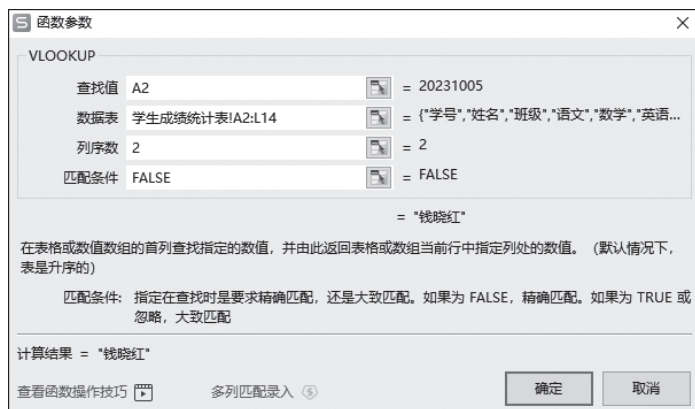 函数参数
VLOOKUP
查找值 A2 = 20231005
数据表 学生成绩统计表!A2:L14 = {"学号","姓名","班级","语文","数学","英语...
列序数 2 = 2
匹配条件 FALSE = FALSE
= "钱晓红"
在表格或数值数组的首列查找指定的数值，并由此返回表格或数组当前行中指定列处的数值。（默认情况下，
表是升序的）
匹配条件： 指定在查找时是要求精确匹配，还是大致匹配。如果为 FALSE，精确匹配。如果为 TRUE 或
忽略，大致匹配
计算结果 = "钱晓红"
查看函数操作技巧 多列匹配录入 确定 取消